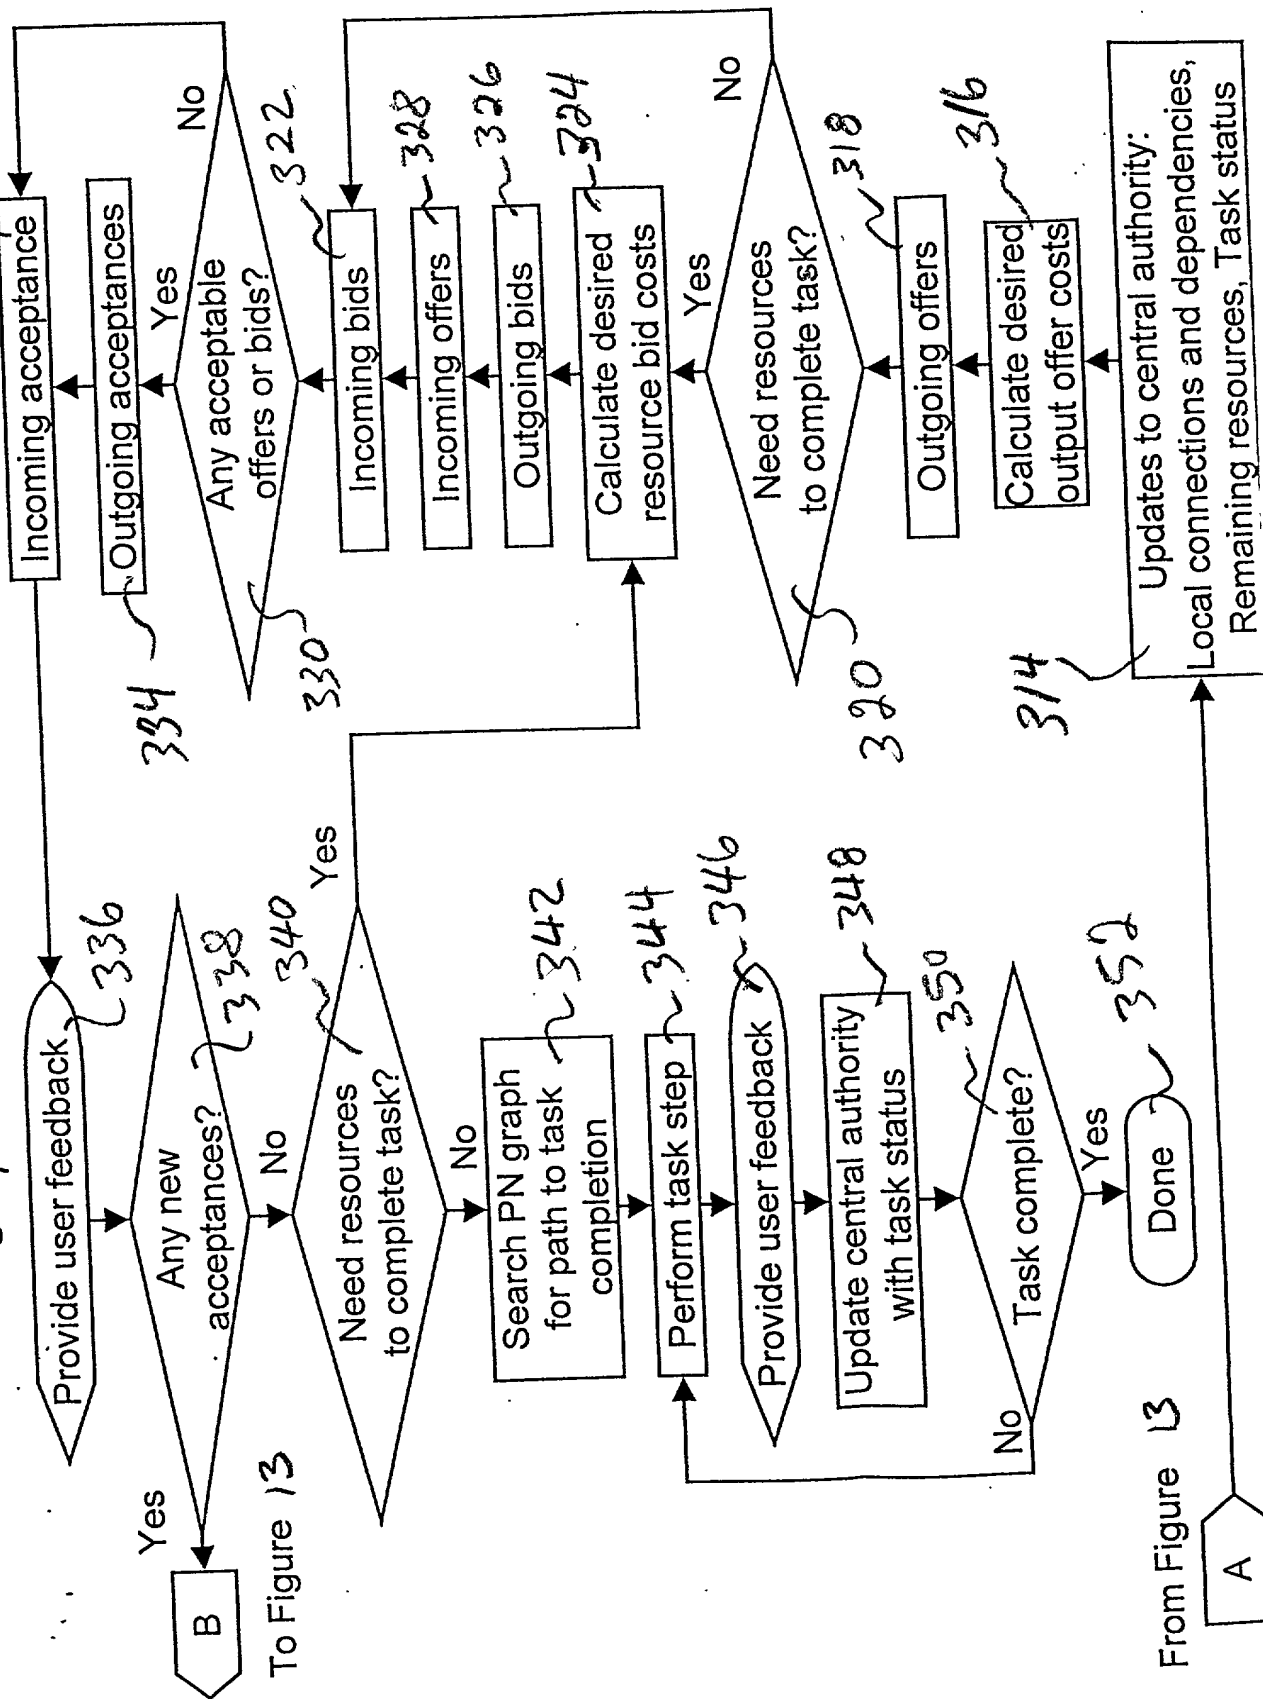 Provide user feedback
336
Any new
acceptances?
338
Yes
B
To Figure 13
No
Need resources
to complete task?
340
Yes
No
Search PN graph
for path to task
completion
342
Perform task step
344
Provide user feedback
346
Update central authority
with task status
348
Task complete?
350
No
Yes
Done
352
From Figure 13
A
Incoming acceptance
Outgoing acceptances
334
Yes
No
Any acceptable
offers or bids?
330
Incoming bids
322
Incoming offers
328
Outgoing bids
326
Calculate desired
resource bid costs
324
Yes
No
Need resources
to complete task?
320
Outgoing offers
318
Calculate desired
output offer costs
316
Updates to central authority:
Local connections and dependencies,
Remaining resources, Task status
314